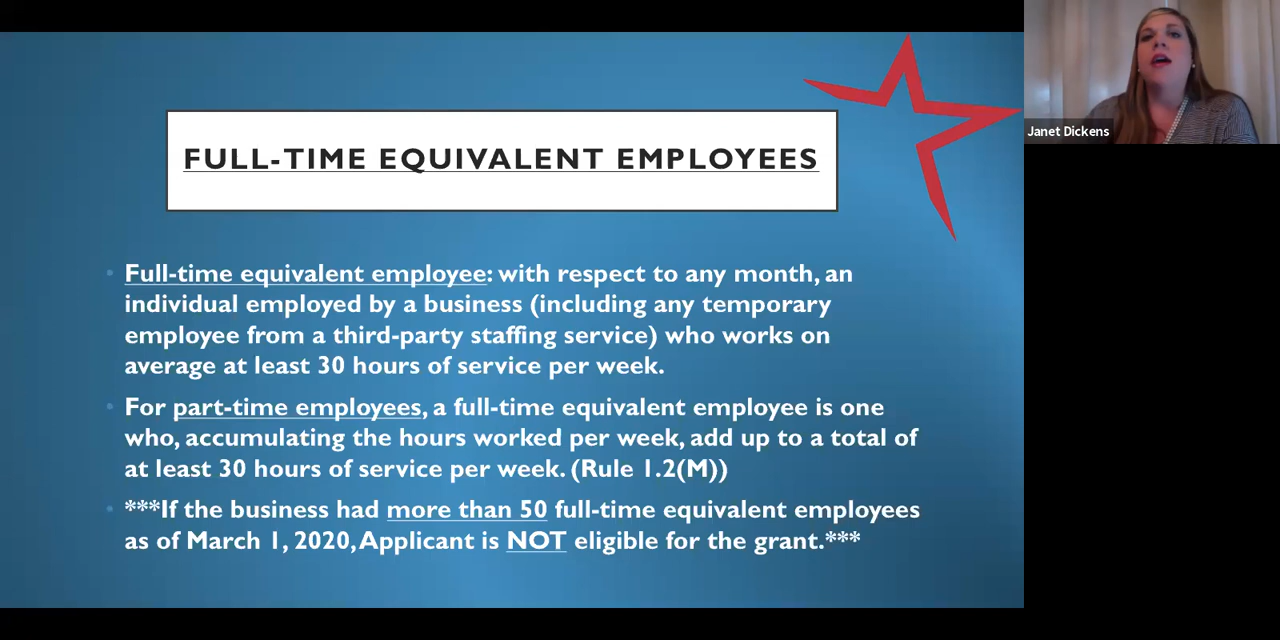 FULL-TIME EQUIVALENT EMPLOYEES
Janet Dickens
Full-time equivalent employee: with respect to any month, an
individual employed by a business (including any temporary
employee from a third-party staffing service) who works on
average at least 30 hours of service per week.
For part-time employees, a full-time equivalent employee is one
who, accumulating the hours worked per week, add up to a total of
at least 30 hours of service per week. (Rule 1.2(M))
***If the business had more than 50 full-time equivalent employees
as of March 1, 2020, Applicant is NOT eligible for the grant.***